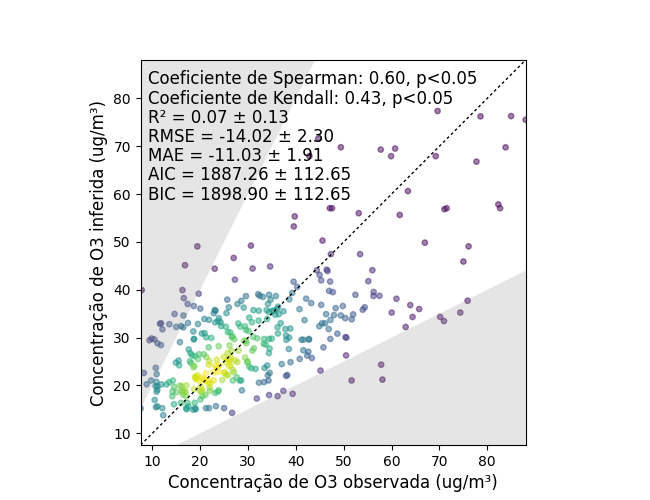 Coeficiente de Spearman: 0.60, p<0.05
Coeficiente de Kendall: 0.43, p<0.05
R² = 0.07 ± 0.13
RMSE = -14.02 ± 2.30
MAE = -11.03 ± 1.91
AIC = 1887.26 ± 112.65
BIC = 1898.90 ± 112.65
Concentração de O3 inferida (ug/m³)
80
70
60
50
40
30
20
10
10 20 30 40 50 60 70 80
Concentração de O3 observada (ug/m³)